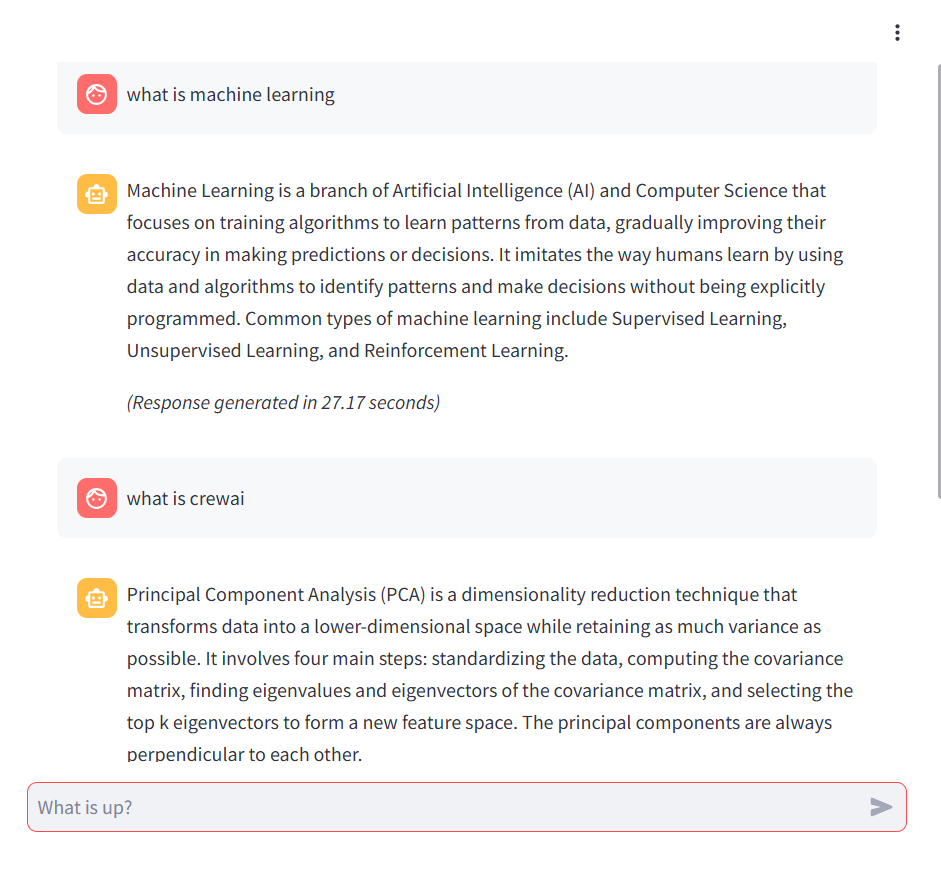 what is machine learning
Machine Learning is a branch of Artificial Intelligence (AI) and Computer Science that
focuses on training algorithms to learn patterns from data, gradually improving their
accuracy in making predictions or decisions. It imitates the way humans learn by using
data and algorithms to identify patterns and make decisions without being explicitly
programmed. Common types of machine learning include Supervised Learning,
Unsupervised Learning, and Reinforcement Learning.
(Response generated in 27.17 seconds)
what is crewai
Principal Component Analysis (PCA) is a dimensionality reduction technique that
transforms data into a lower-dimensional space while retaining as much variance as
possible. It involves four main steps: standardizing the data, computing the covariance
matrix, finding eigenvalues and eigenvectors of the covariance matrix, and selecting the
top k eigenvectors to form a new feature space. The principal components are always
perpendicular to each other.
What is up?